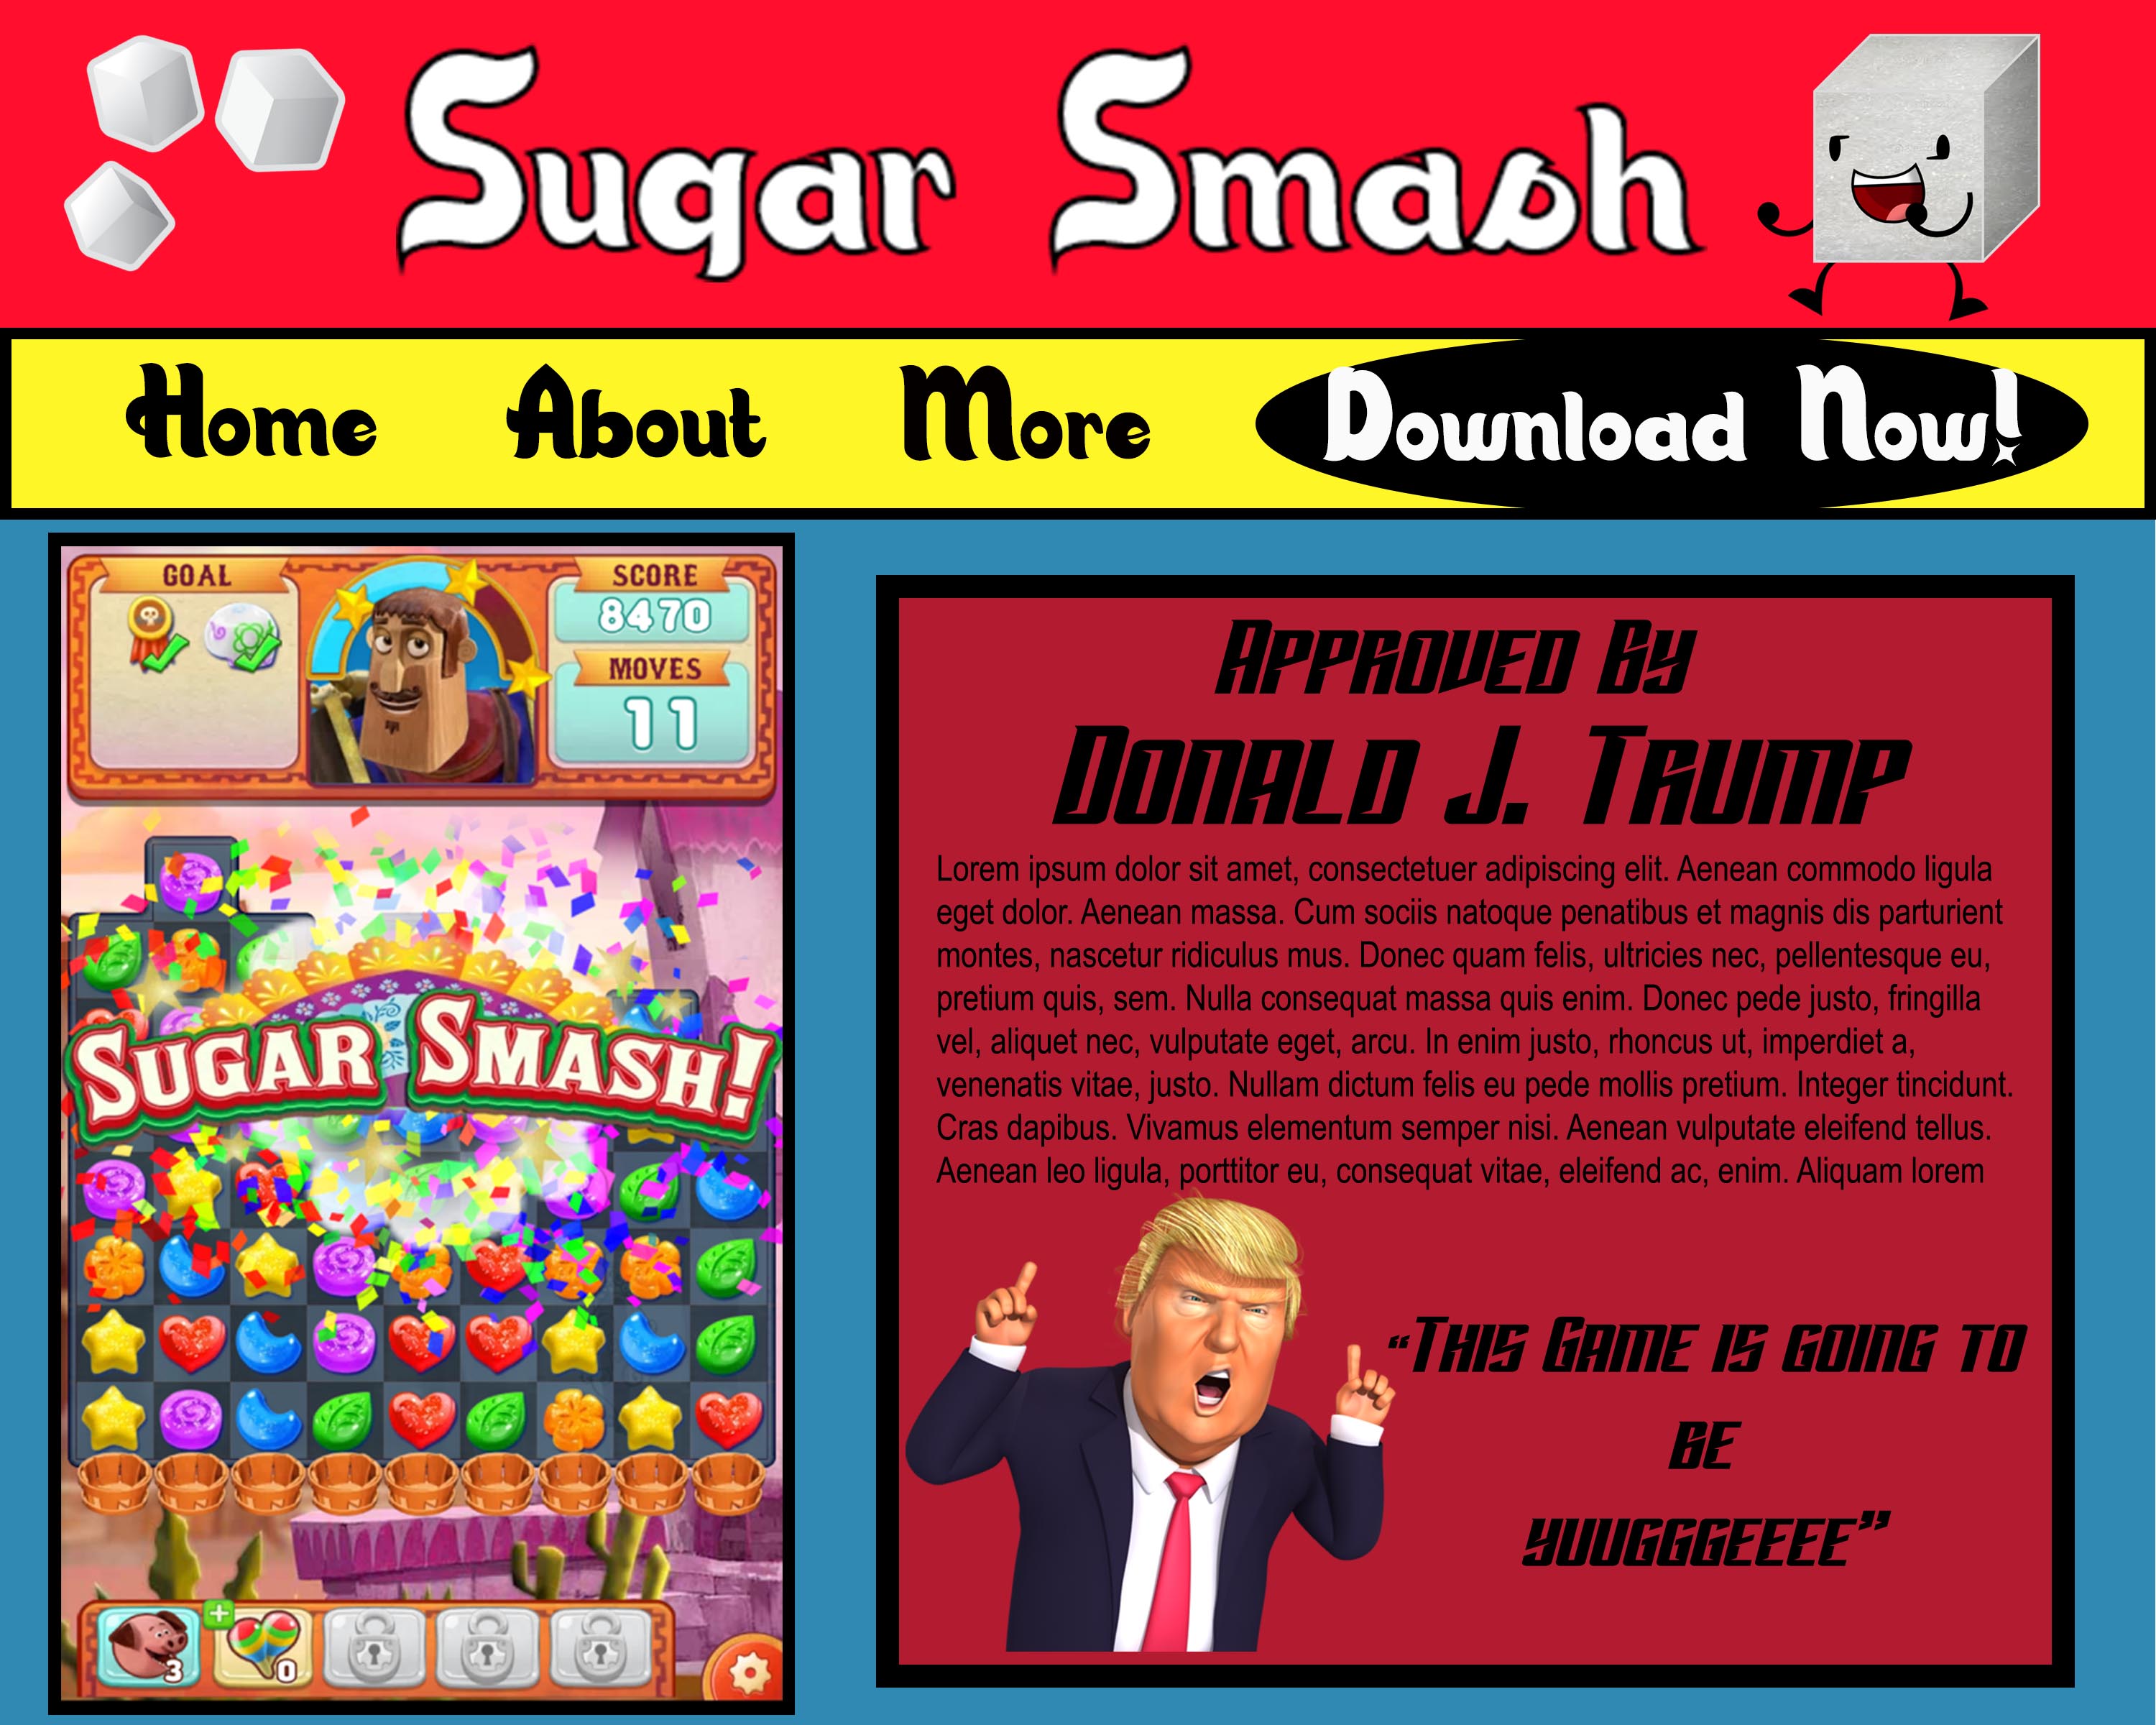 Sugar Smash
Home About More Download Now!
GOAL
SCORE
8470
MOVES
11
SUGAR SMASH!
3
0
Approved By
Donald J. Trump
Lorem ipsum dolor sit amet, consectetuer adipiscing elit. Aenean commodo ligula
eget dolor. Aenean massa. Cum sociis natoque penatibus et magnis dis parturient
montes, nascetur ridiculus mus. Donec quam felis, ultricies nec, pellentesque eu,
pretium quis, sem. Nulla consequat massa quis enim. Donec pede justo, fringilla
vel, aliquet nec, vulputate eget, arcu. In enim justo, rhoncus ut, imperdiet a,
venenatis vitae, justo. Nullam dictum felis eu pede mollis pretium. Integer tincidunt.
Cras dapibus. Vivamus elementum semper nisi. Aenean vulputate eleifend tellus.
Aenean leo ligula, porttitor eu, consequat vitae, eleifend ac, enim. Aliquam lorem
“This Game is going to
be
yuugggeeee”